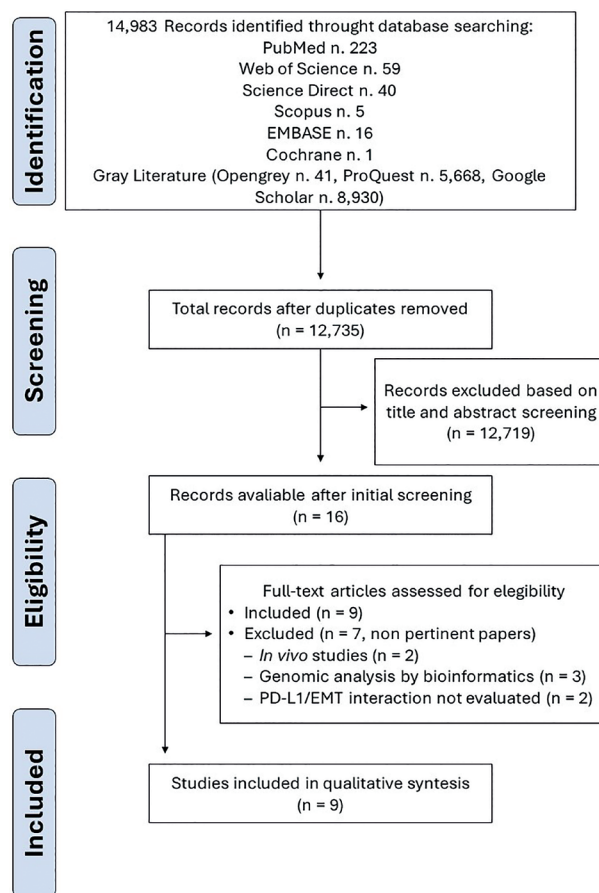 Identification
14,983 Records identified throught database searching:
PubMed n. 223
Web of Science n. 59
Science Direct n. 40
Scopus n. 5
EMBASE n. 16
Cochrane n. 1
Gray Literature (Opengrey n. 41, ProQuest n. 5,668, Google
Scholar n. 8,930)
Screening
Total records after duplicates removed
(n = 12,735)
Records excluded based on
title and abstract screening
(n = 12,719)
Eligibility
Records avaliable after initial screening
(n = 16)
Full-text articles assessed for elegibility
• Included (n = 9)
• Excluded (n = 7, non pertinent papers)
– In vivo studies (n = 2)
– Genomic analysis by bioinformatics (n = 3)
– PD-L1/EMT interaction not evaluated (n = 2)
Included
Studies included in qualitative syntesis
(n = 9)